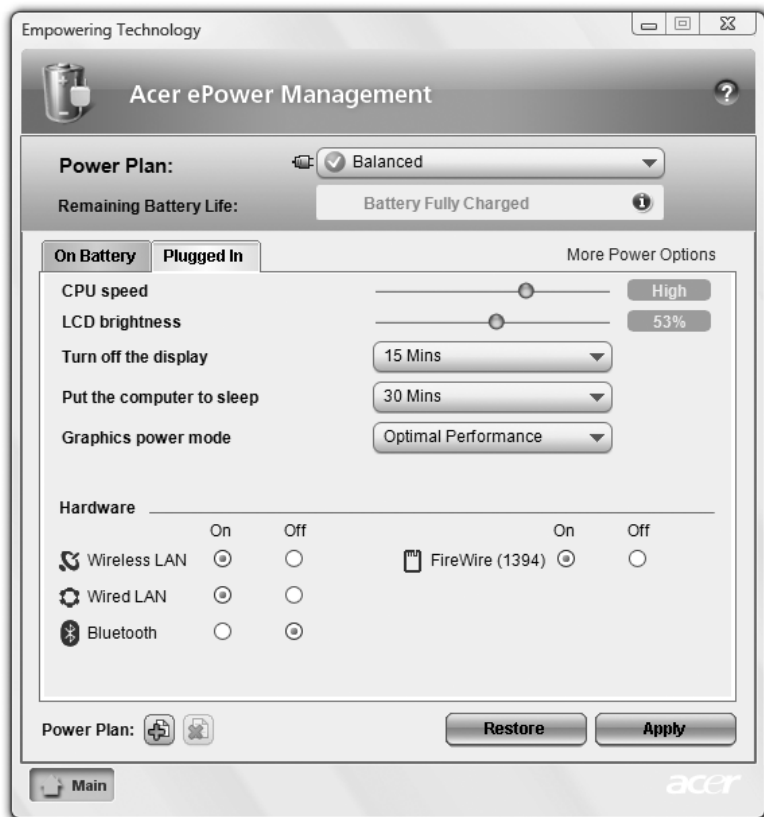 Empowering Technology
Acer ePower Management
?
Power Plan: Balanced
Remaining Battery Life: Battery Fully Charged
On Battery Plugged In More Power Options
CPU speed High
LCD brightness 53%
Turn off the display 15 Mins
Put the computer to sleep 30 Mins
Graphics power mode Optimal Performance
Hardware
On Off On Off
Wireless LAN FireWire (1394)
Wired LAN
Bluetooth
Power Plan: Restore Apply
Main acer